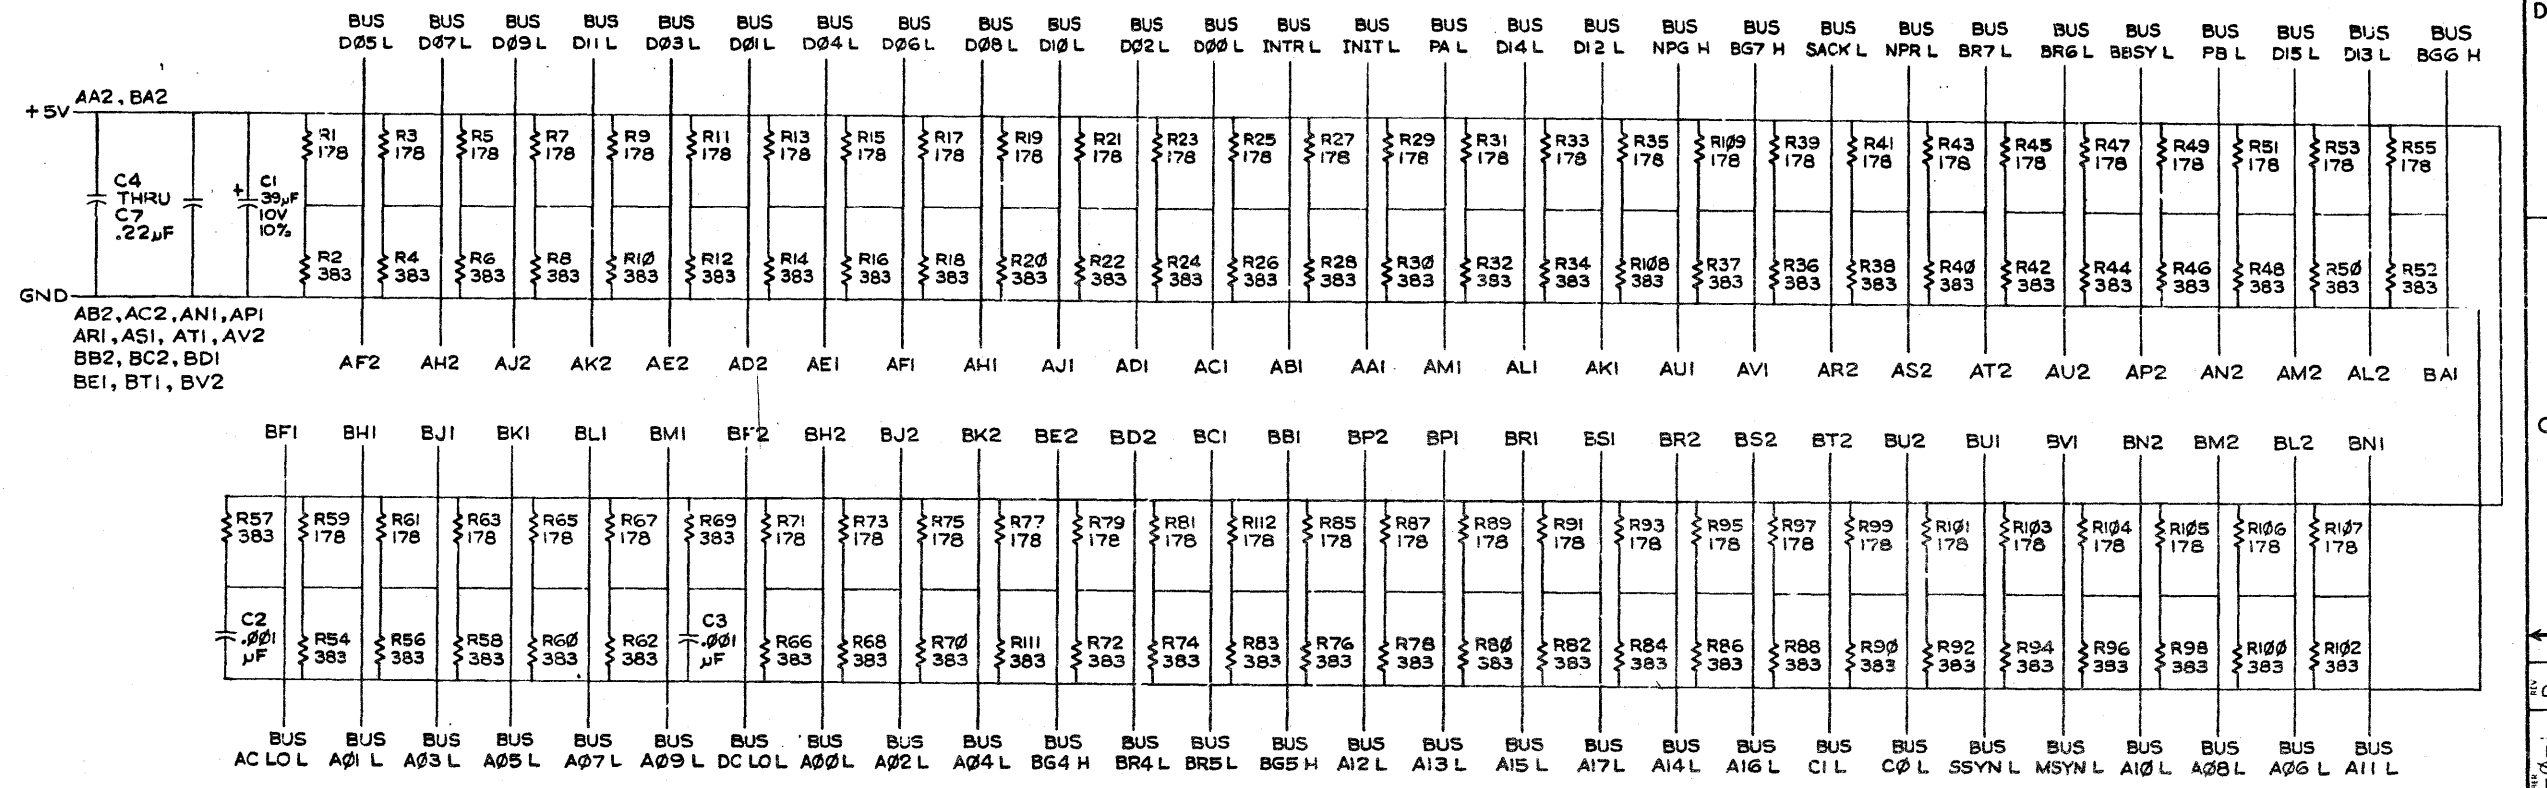 BUS BUS BUS BUS BUS BUS BUS BUS BUS BUS BUS BUS BUS BUS BUS BUS BUS BUS BUS BUS BUS BUS BUS BUS BUS BUS BUS BUS
DØ5 L DØ7 L DØ9 L D11 L DØ3 L DØ1 L DØ4 L DØ6 L DØ8 L D1Ø L DØ2 L DØØ L INTR L INIT L PA L D14 L D12 L NPG H BG7 H SACK L NPR L BR7 L BR6 L BBSY L PB L D15 L D13 L BG6 H
D
AA2, BA2
+5V
R1 R3 R5 R7 R9 R11 R13 R15 R17 R19 R21 R23 R25 R27 R29 R31 R33 R35 R1Ø9 R39 R41 R43 R45 R47 R49 R51 R53 R55
178 178 178 178 178 178 178 178 178 178 178 178 178 178 178 178 178 178 178 178 178 178 178 178 178 178 178 178
C4
THRU
C7
.22µF
+ C1
39µF
10V
10%
R2 R4 R6 R8 R1Ø R12 R14 R16 R18 R2Ø R22 R24 R26 R28 R3Ø R32 R34 R1Ø8 R37 R36 R38 R4Ø R42 R44 R46 R48 R5Ø R52
383 383 383 383 383 383 383 383 383 383 383 383 383 383 383 383 383 383 383 383 383 383 383 383 383 383 383 383
GND
AB2, AC2, AN1, AP1
AR1, AS1, AT1, AV2
BB2, BC2, BD1
BE1, BT1, BV2
AF2 AH2 AJ2 AK2 AE2 AD2 AE1 AF1 AH1 AJ1 AD1 AC1 AB1 AA1 AM1 AL1 AK1 AU1 AV1 AR2 AS2 AT2 AU2 AP2 AN2 AM2 AL2 BA1
BF1 BH1 BJ1 BK1 BL1 BM1 BF2 BH2 BJ2 BK2 BE2 BD2 BC1 BB1 BP2 BP1 BR1 BS1 BR2 BS2 BT2 BU2 BU1 BV1 BN2 BM2 BL2 BN1
R57 R59 R61 R63 R65 R67 R69 R71 R73 R75 R77 R79 R81 R112 R85 R87 R89 R91 R93 R95 R97 R99 R1Ø1 R1Ø3 R1Ø4 R1Ø5 R1Ø6 R1Ø7
383 178 178 178 178 178 383 178 178 178 178 178 178 178 178 178 178 178 178 178 178 178 178 178 178 178 178 178
C2
.ØØ1
µF
C3
.ØØ1
µF
R54 R56 R58 R6Ø R62 R66 R68 R7Ø R111 R72 R74 R83 R76 R78 R8Ø R82 R84 R86 R88 R9Ø R92 R94 R96 R98 R1ØØ R1Ø2
383 383 383 383 383 383 383 383 383 383 383 383 383 383 383 383 383 383 383 383 383 383 383 383 383 383
BUS BUS BUS BUS BUS BUS BUS BUS BUS BUS BUS BUS BUS BUS BUS BUS BUS BUS BUS BUS BUS BUS BUS BUS BUS BUS BUS BUS
AC LO L AØ1 L AØ3 L AØ5 L AØ7 L AØ9 L DC LO L AØØ L AØ2 L AØ4 L BG4 H BR4 L BR5 L BG5 H A12 L A13 L A15 L A17 L A14 L A16 L C1 L CØ L SSYN L MSYN L A1Ø L AØ8 L AØ6 L A11 L
REV